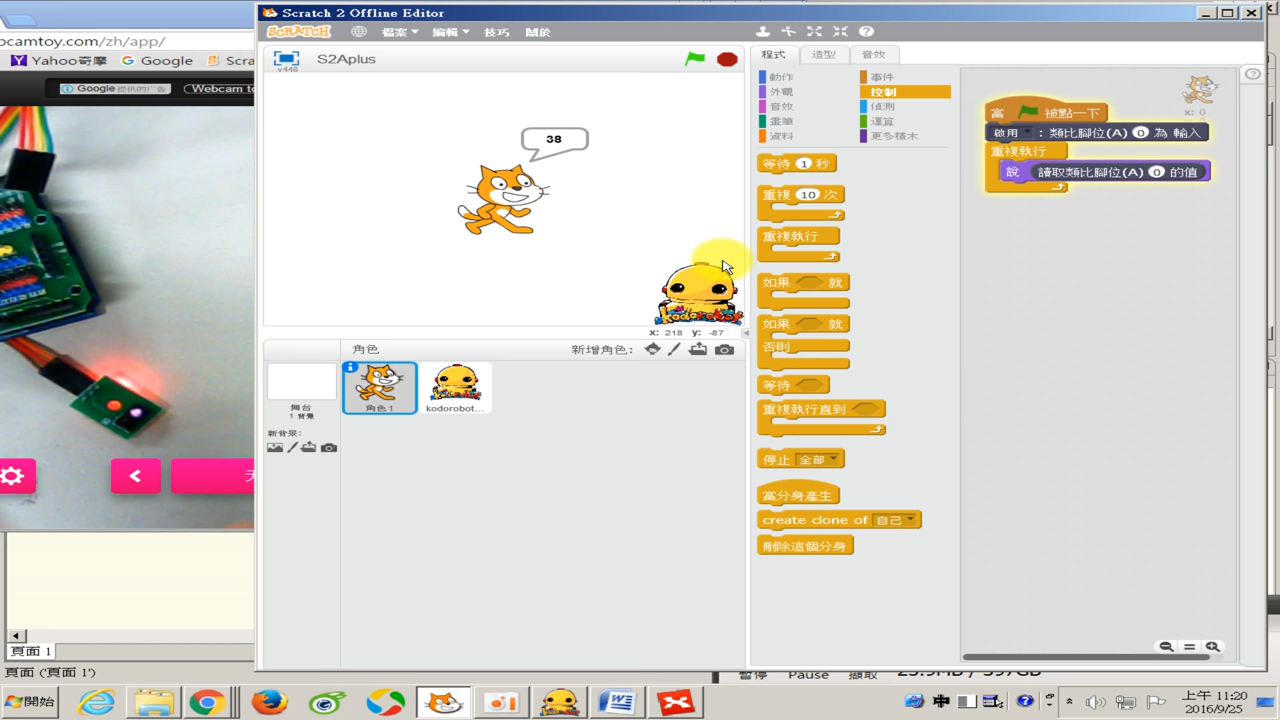 Scratch 2 Offline Editor
ocamtoy.com/zh/app/
SCRATCH 檔案 編輯 技巧 關於
Yahoo奇摩 Google Scra
Google 提供的廣告 Webcam to
v448 S2Aplus
程式 造型 音效
動作 事件
外觀 控制
音效 偵測
畫筆 運算
資料 更多積木
38
x: 218 y: -87
角色 新增角色:
舞台
1 背景
角色1
kodorobot...
新背景:
等待 1 秒
重複 10 次
重複執行
如果 就
如果 就
否則
等待
重複執行直到
停止 全部
當分身產生
create clone of 自己
刪除這個分身
x: 0
當 被點一下
啟用 : 類比腳位(A) 0 為 輸入
重複執行
說 讀取類比腳位(A) 0 的值
kodorobot
頁面 1
頁面 ('頁面 1')
暫停 Pause 擷取
開始
中
上午 11:20
2016/9/25